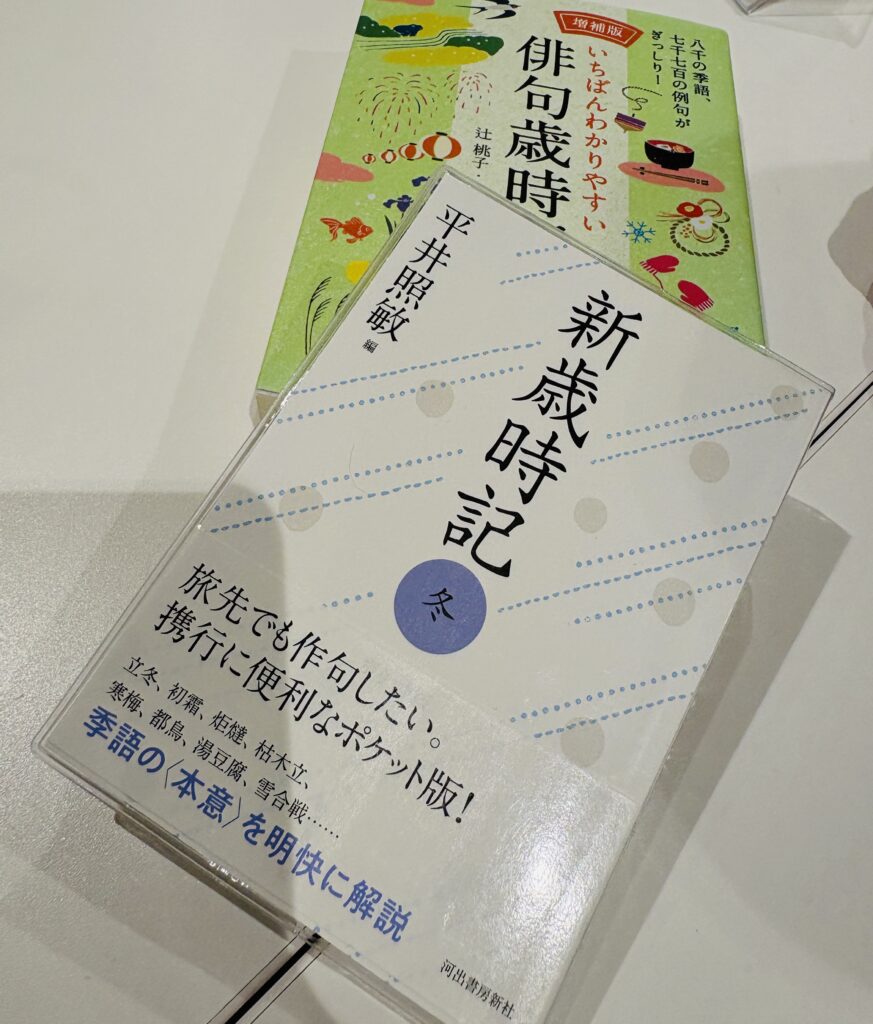 八千の季語、
七千七百の例句が
ぎっしりー
増補版
いちばんわかりやすい
俳句歳時
辻 桃子・
新歳時記
冬
平井照敏 編
旅先でも作句したい。
携行に便利なポケット版！
立冬、初霜、炬燵、枯木立、
寒梅、都鳥、湯豆腐、雪合戦……
季語の〈本意〉を明快に解説
河出書房新社